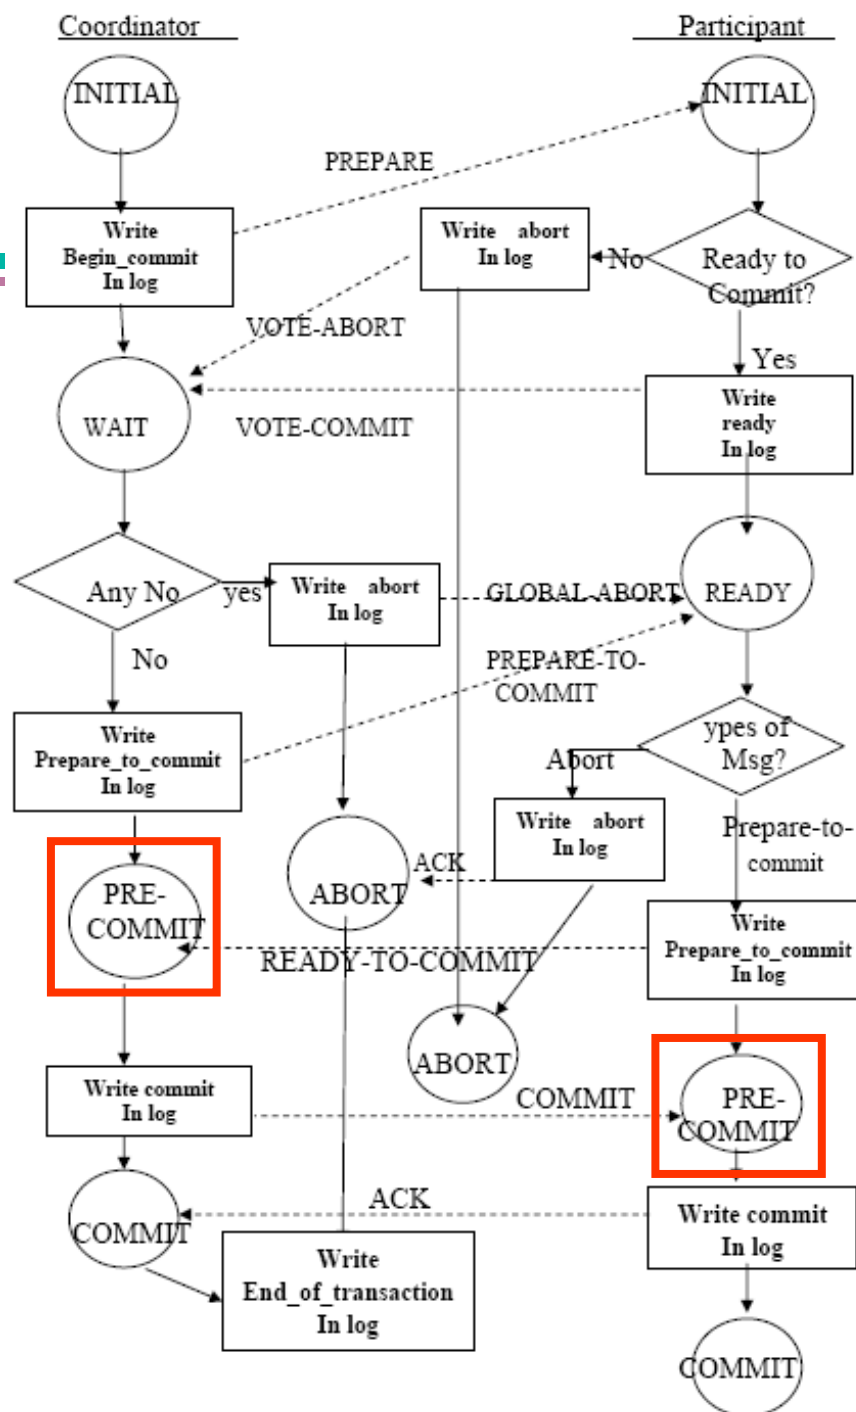 Coordinator
Participant
INITIAL
INITIAL
PREPARE
Write
Begin_commit
In log
Write abort
In log
No
Ready to
Commit?
VOTE-ABORT
Yes
WAIT
VOTE-COMMIT
Write
ready
In log
Any No
yes
Write abort
In log
GLOBAL-ABORT
READY
No
PREPARE-TO-
COMMIT
Write
Prepare_to_commit
In log
ypes of
Msg?
Abort
Write abort
In log
Prepare-to-
commit
PRE-
COMMIT
ABORT
ACK
Write
Prepare_to_commit
In log
READY-TO-COMMIT
ABORT
Write commit
In log
COMMIT
PRE-
COMMIT
COMMIT
ACK
Write commit
In log
Write
End_of_transaction
In log
COMMIT